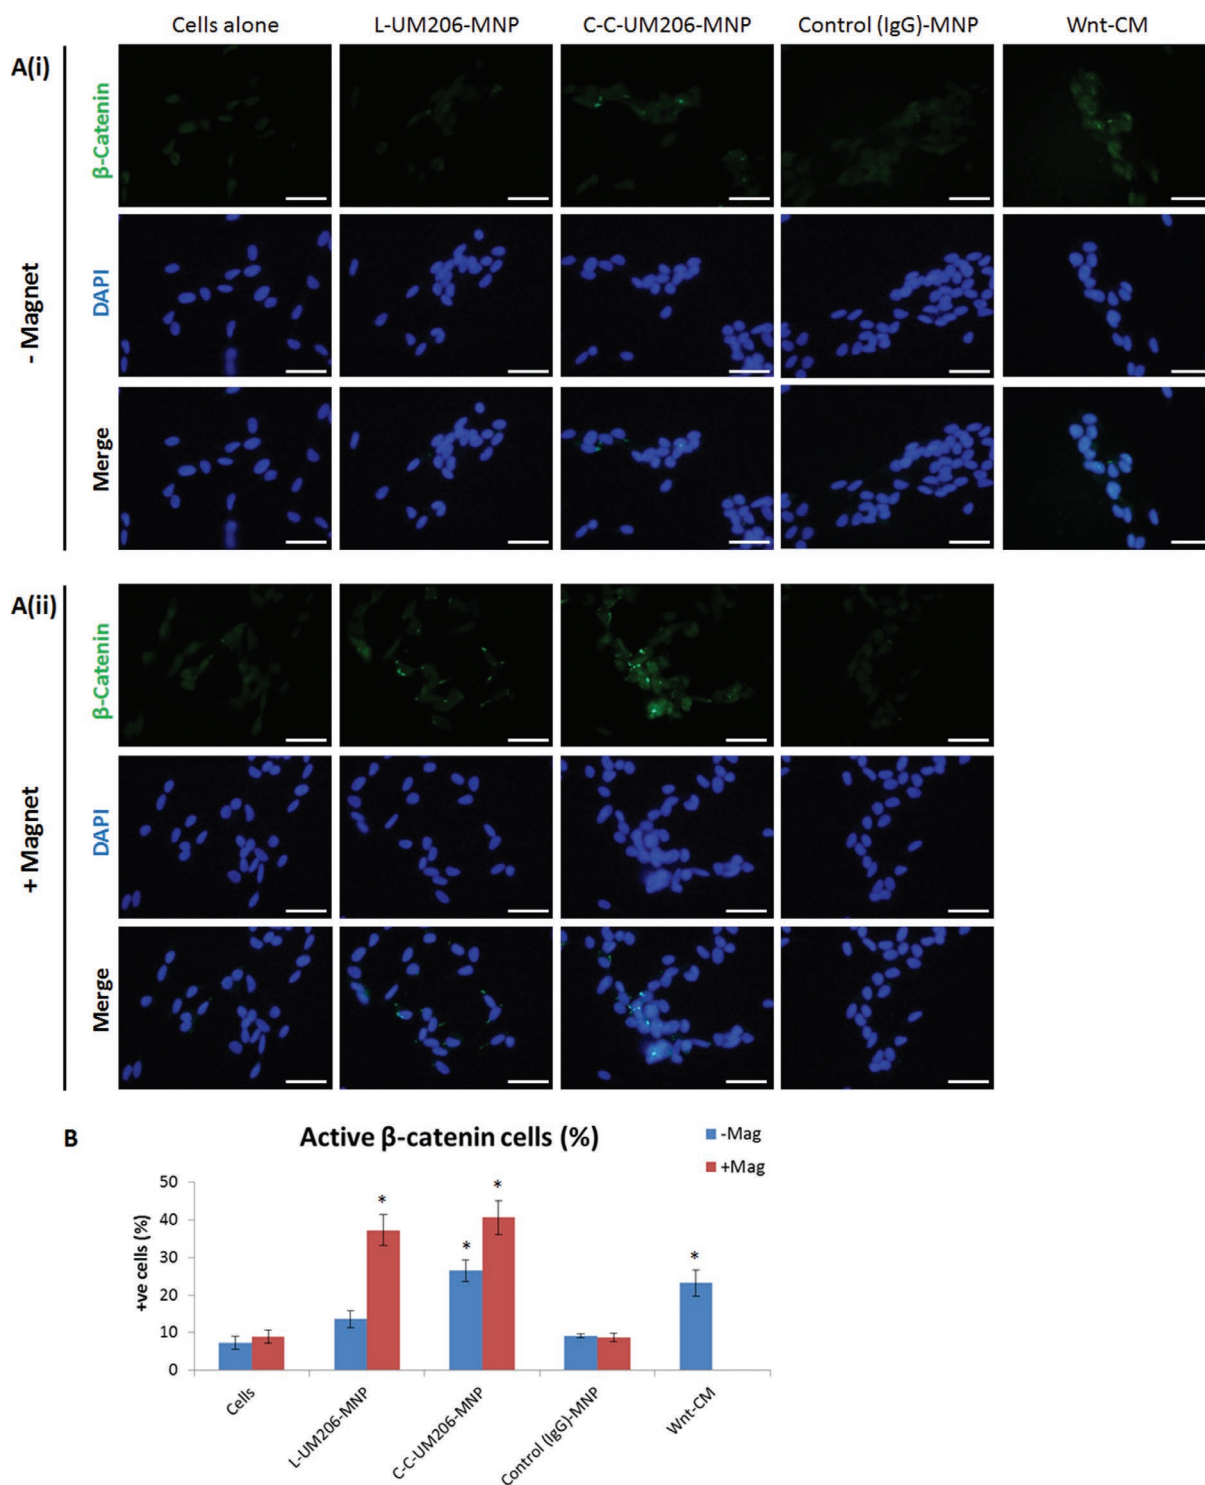 Cells alone L-UM206-MNP C-C-UM206-MNP Control (IgG)-MNP Wnt-CM
A(i)
- Magnet
β-Catenin
DAPI
Merge
A(ii)
+ Magnet
β-Catenin
DAPI
Merge
B
Active β-catenin cells (%)
-Mag
+Mag
+ve cells (%)
50
40
30
20
10
0
* * * *
Cells L-UM206-MNP C-C-UM206-MNP Control (IgG)-MNP Wnt-CM